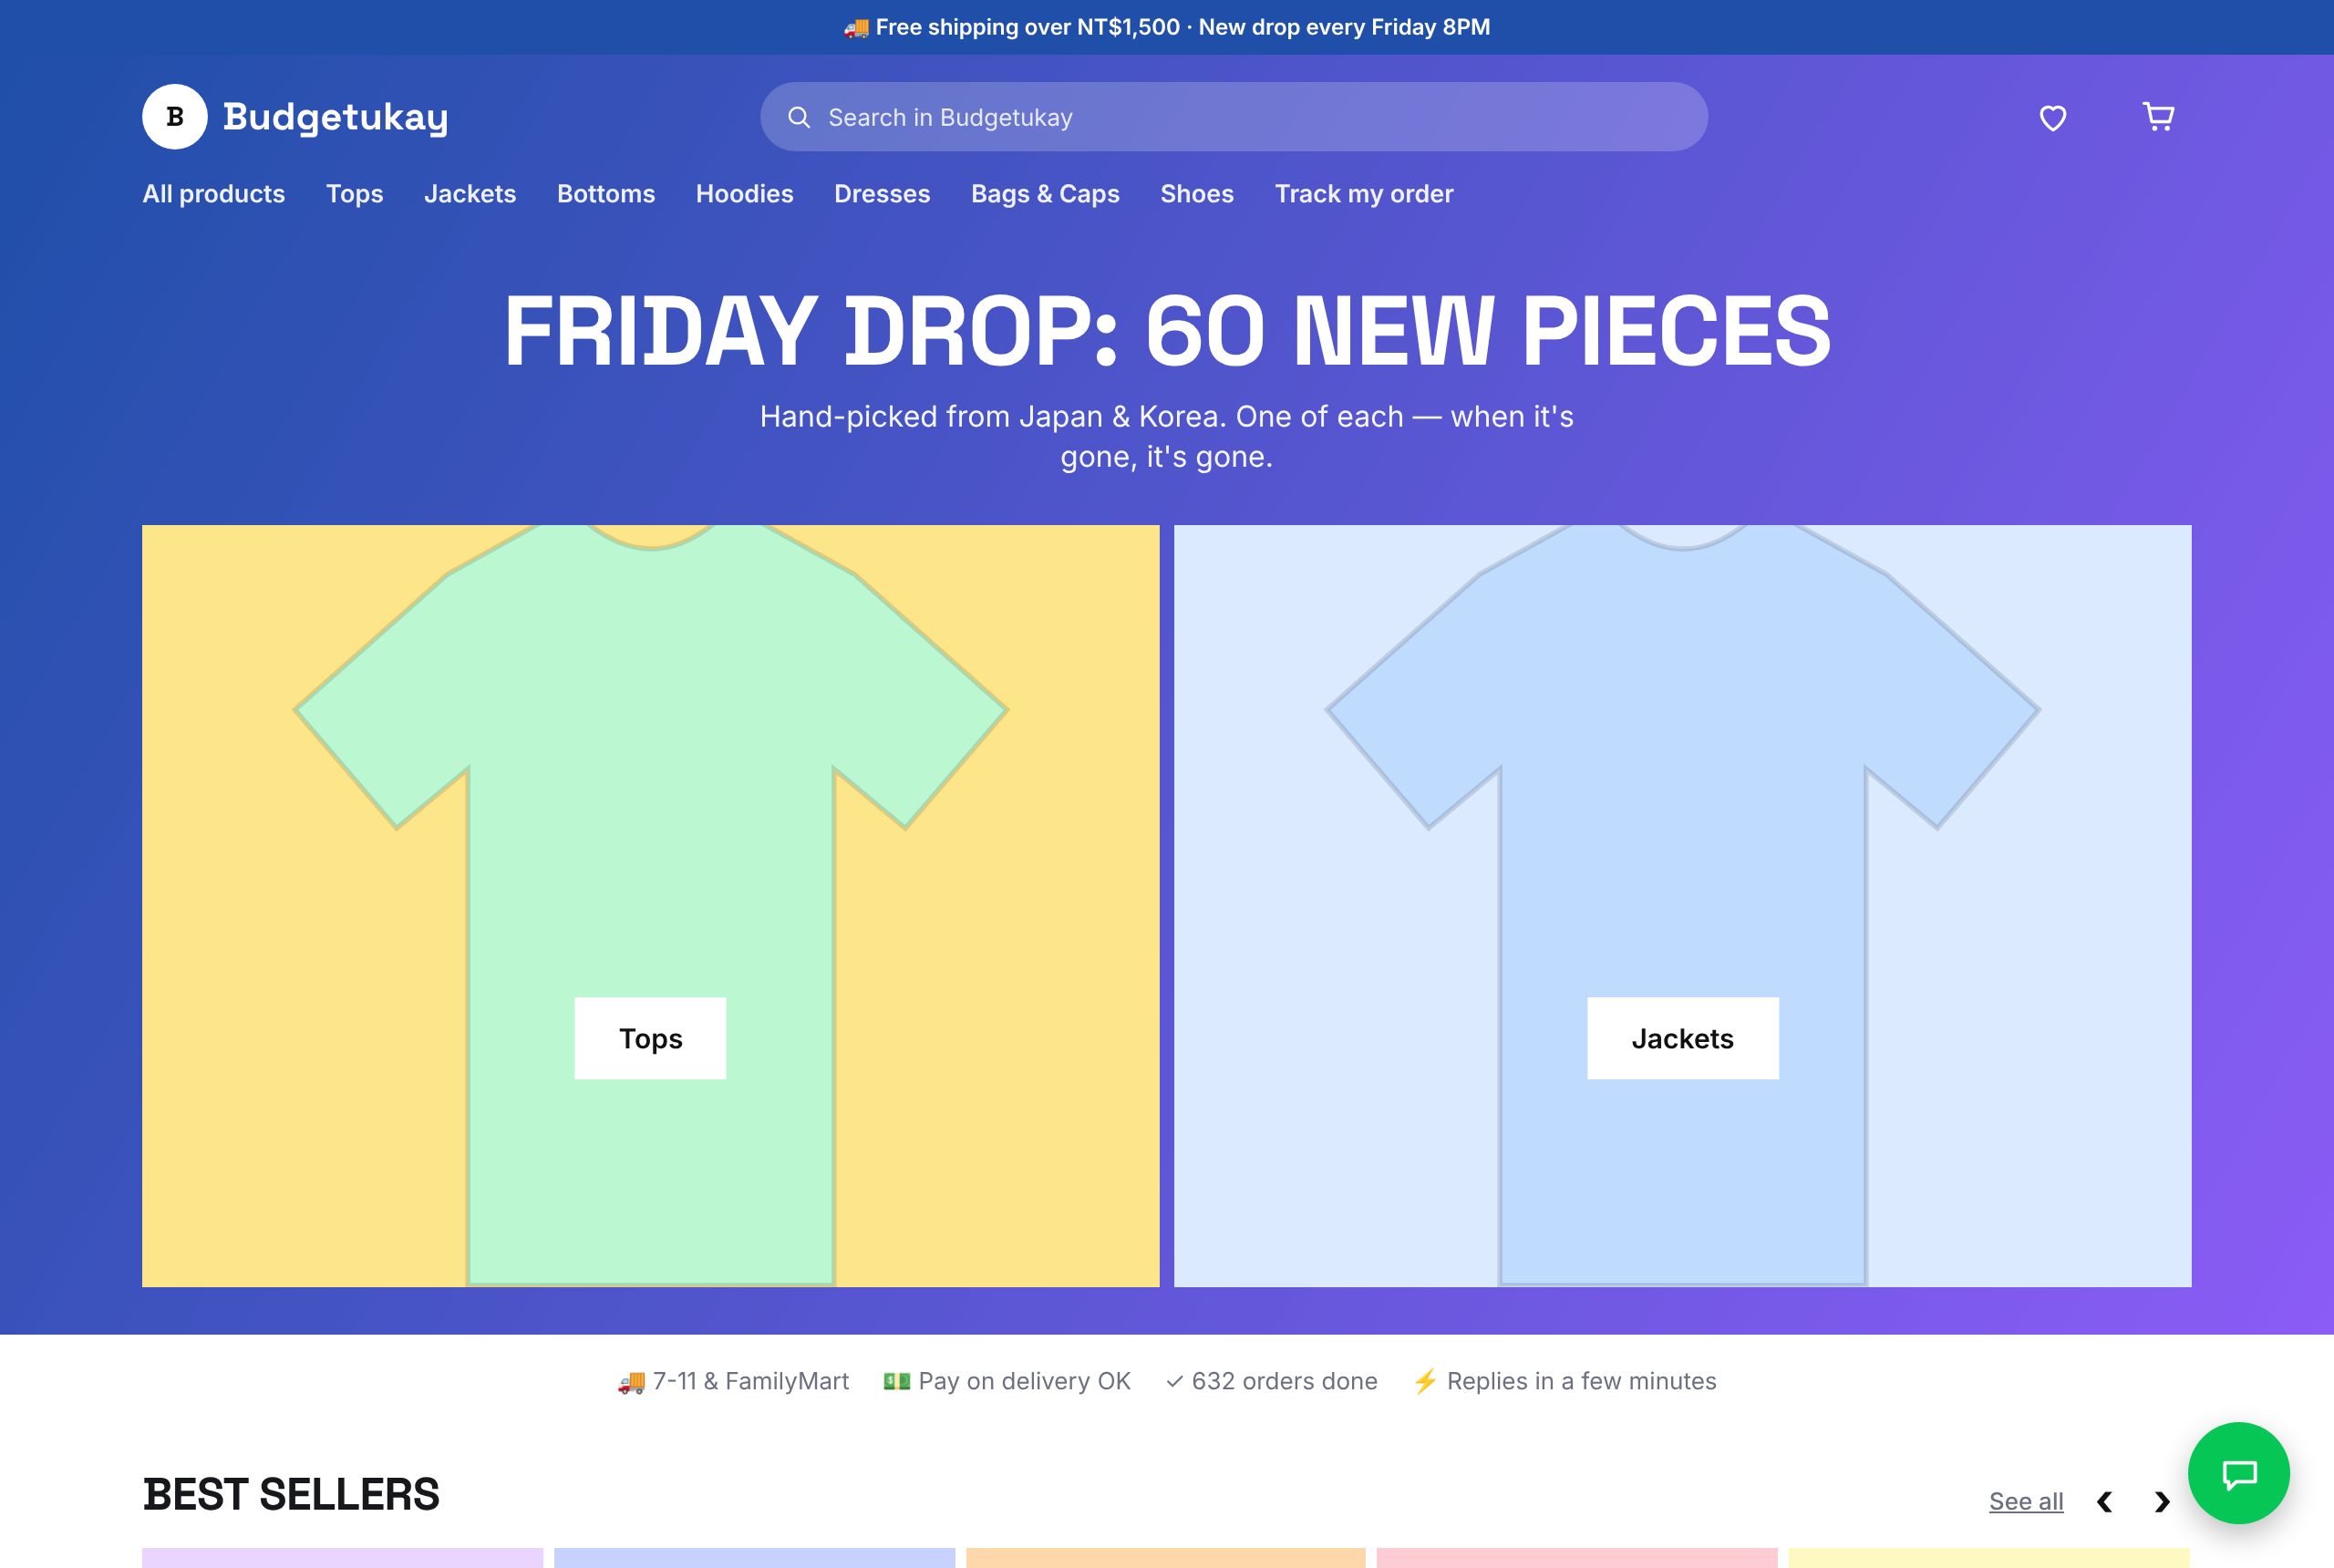 🚚 Free shipping over NT$1,500 · New drop every Friday 8PM
B Budgetukay
Search in Budgetukay
All products Tops Jackets Bottoms Hoodies Dresses Bags & Caps Shoes Track my order
FRIDAY DROP: 60 NEW PIECES
Hand-picked from Japan & Korea. One of each — when it's
gone, it's gone.
Tops
Jackets
🚚 7-11 & FamilyMart 💵 Pay on delivery OK ✓ 632 orders done ⚡ Replies in a few minutes
BEST SELLERS
See all ‹ ›